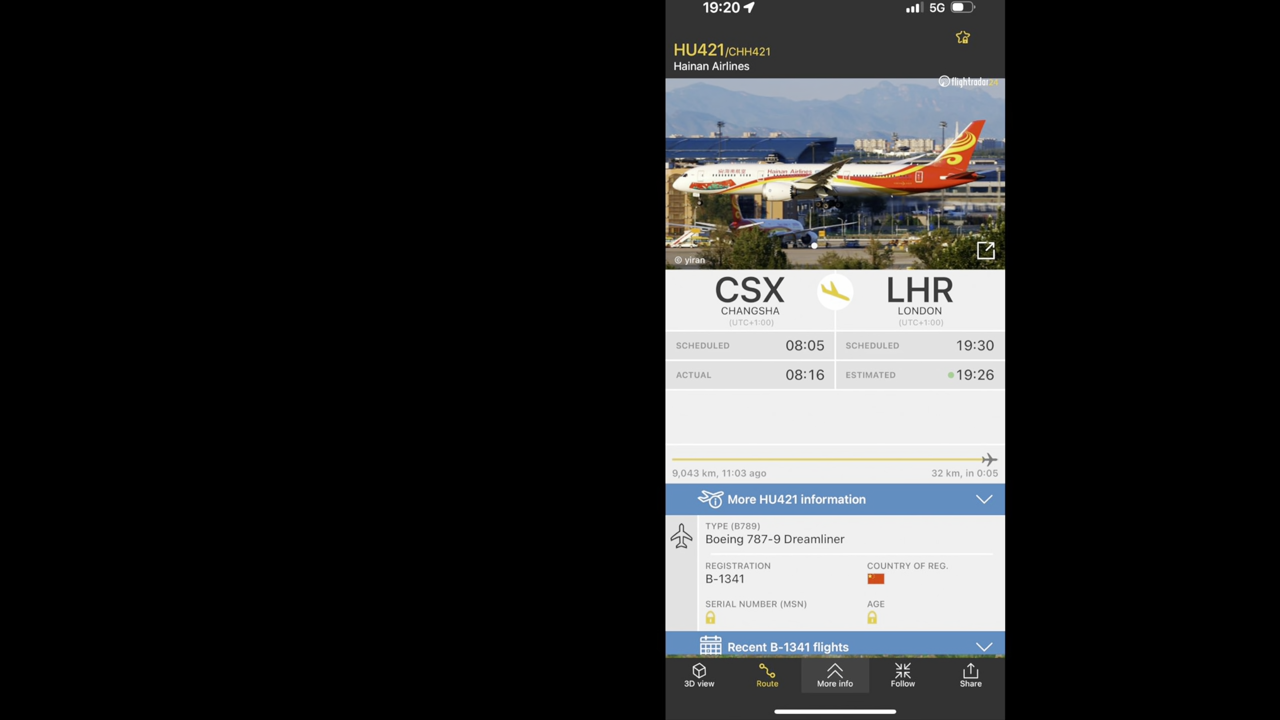 19:20
5G
HU421/CHH421
Hainan Airlines
flightradar24
Hainan Airlines
© yiran
CSX
LHR
CHANGSHA
LONDON
(UTC+1:00)
(UTC+1:00)
SCHEDULED 08:05
SCHEDULED 19:30
ACTUAL 08:16
ESTIMATED 19:26
9,043 km, 11:03 ago
32 km, in 0:05
More HU421 information
TYPE (B789)
Boeing 787-9 Dreamliner
REGISTRATION
COUNTRY OF REG.
B-1341
SERIAL NUMBER (MSN)
AGE
Recent B-1341 flights
3D view
Route
More info
Follow
Share